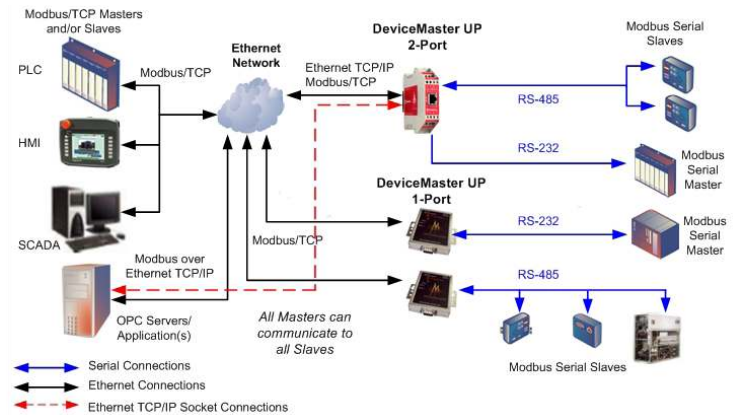 Modbus/TCP Masters
and/or Slaves
PLC
Modbus/TCP
HMI
SCADA
Modbus over
Ethernet TCP/IP
OPC Servers/
Application(s)
Ethernet
Network
Ethernet TCP/IP
Modbus/TCP
DeviceMaster UP
2-Port
Modbus Serial
Slaves
RS-485
RS-232
Modbus
Serial
Master
DeviceMaster UP
1-Port
Modbus/TCP
RS-232
Modbus
Serial
Master
RS-485
Modbus Serial Slaves
All Masters can
communicate to
all Slaves
Serial Connections
Ethernet Connections
Ethernet TCP/IP Socket Connections